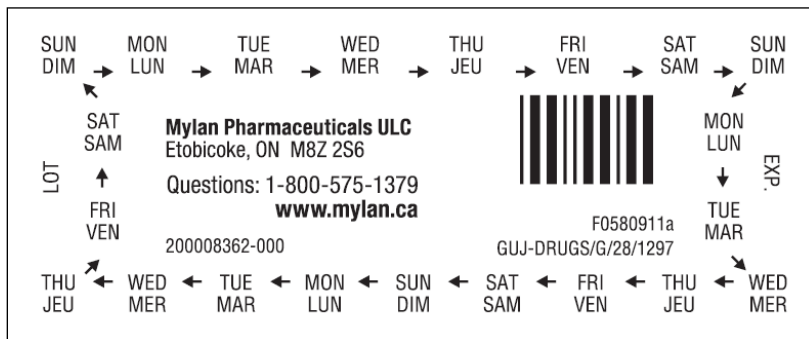 SUN MON TUE WED THU FRI SAT SUN
DIM → LUN → MAR → MER → JEU → VEN → SAM → DIM
SAT
SAM
MON
LUN
Mylan Pharmaceuticals ULC
Etobicoke, ON M8Z 2S6
LOT
EXP.
Questions: 1-800-575-1379
www.mylan.ca
FRI
VEN
TUE
MAR
F0580911a
200008362-000
GUJ-DRUGS/G/28/1297
THU ← WED ← TUE ← MON ← SUN ← SAT ← FRI ← THU ← WED
JEU MER MAR LUN DIM SAM VEN JEU MER